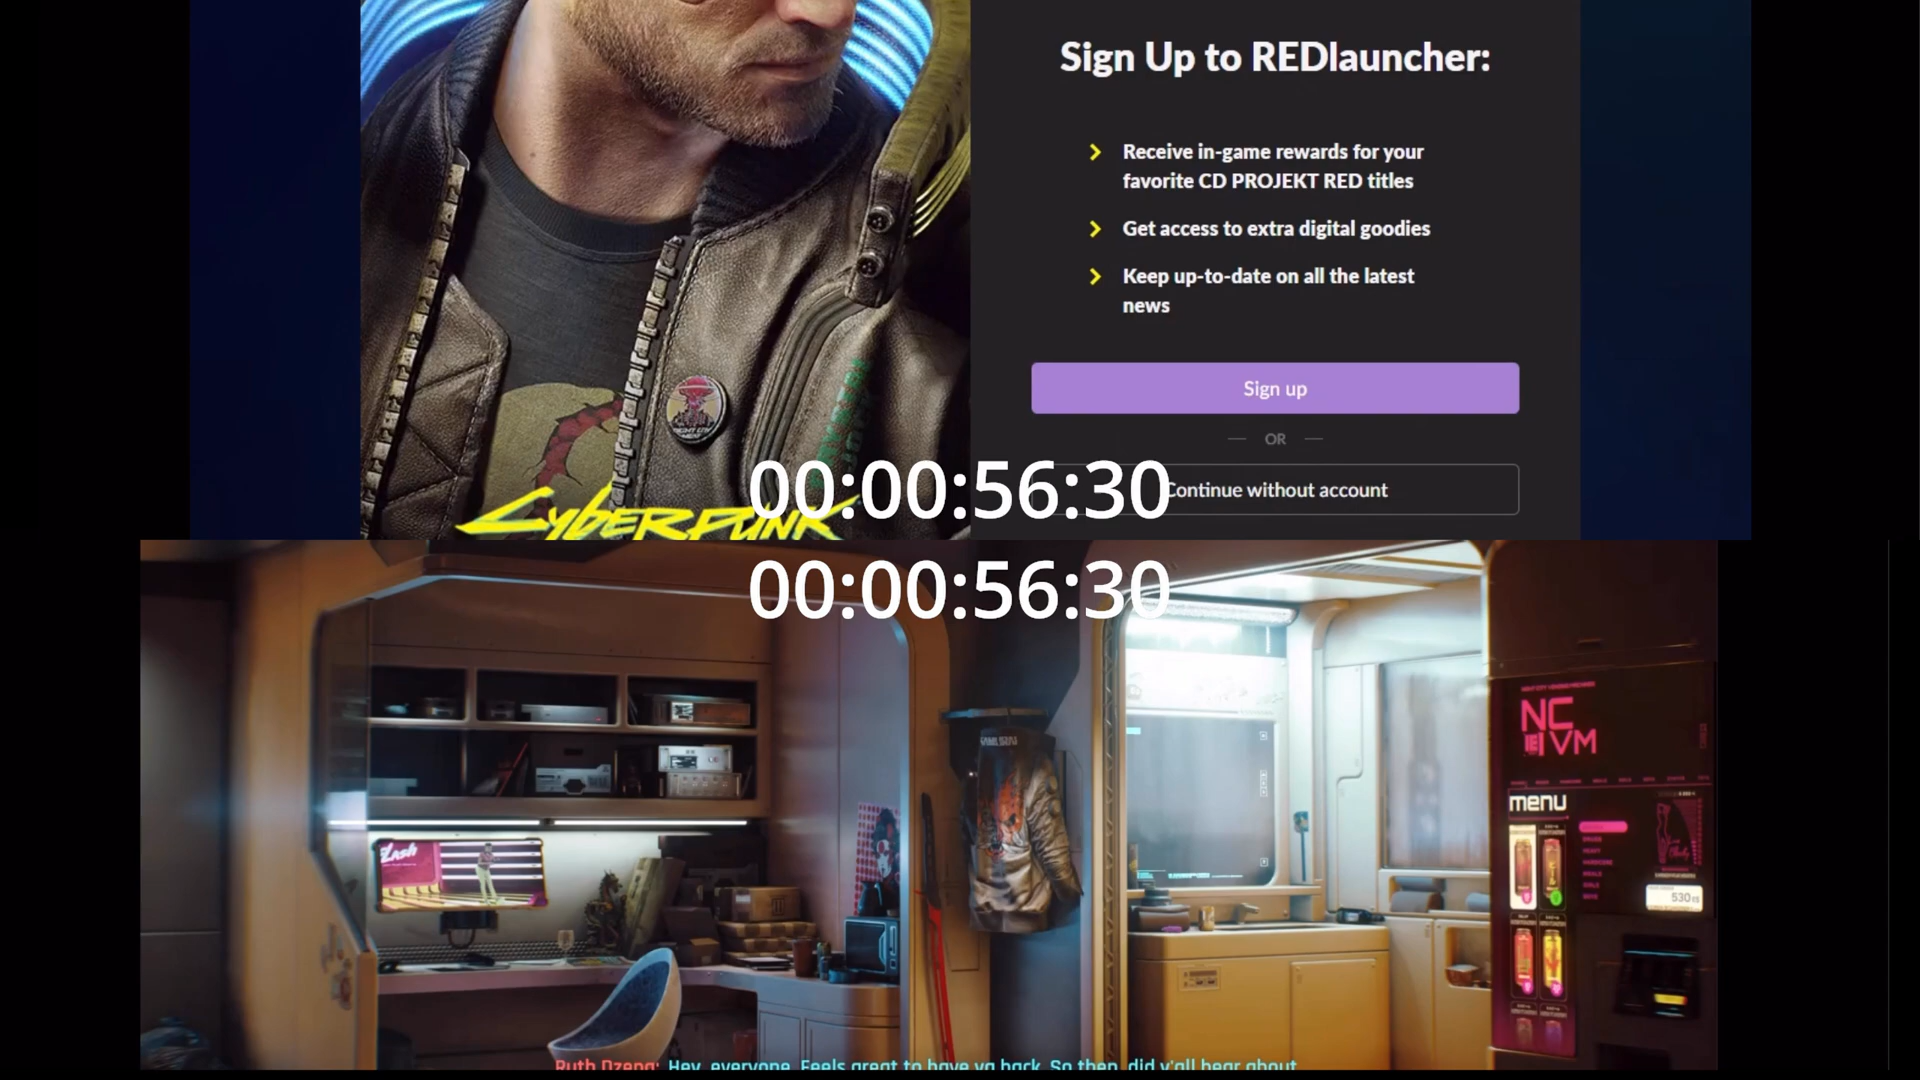 Sign Up to REDlauncher:
Receive in-game rewards for your
favorite CD PROJEKT RED titles
Get access to extra digital goodies
Keep up-to-date on all the latest
news
Sign up
OR
Continue without account
00:00:56:30
CYBERPUNK
00:00:56:30
NC
VM
menu
530
Ruth Dzeng: Hey, everyone. Feels great to have ya back. So then, did y'all hear about